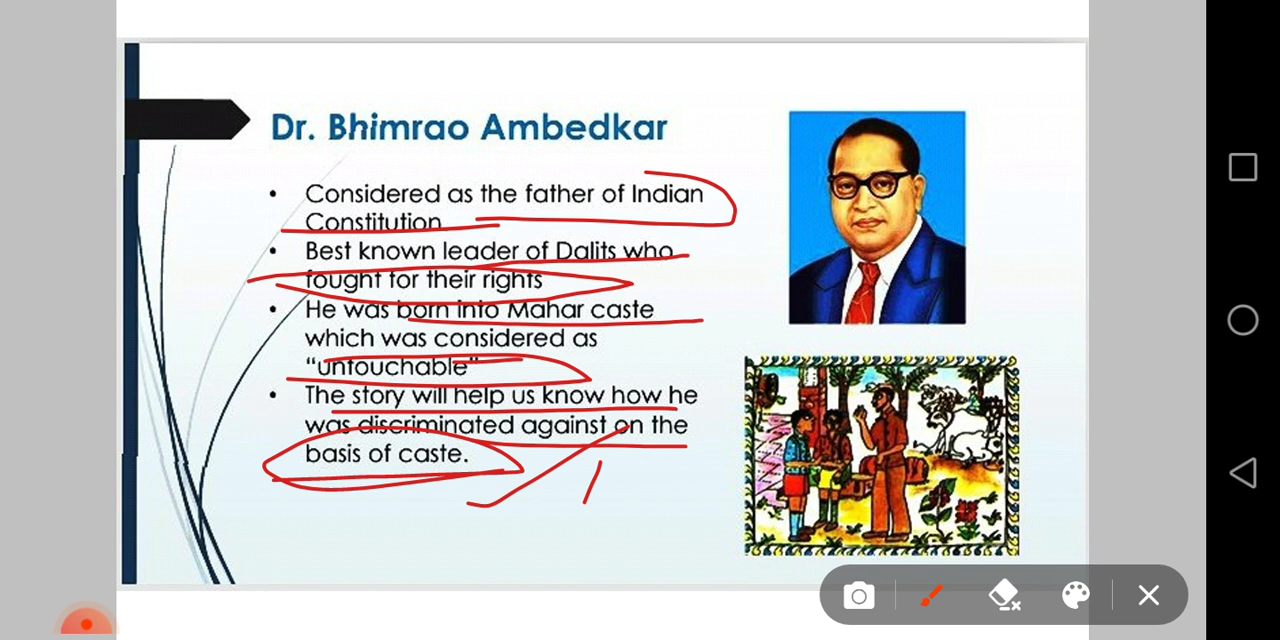 Dr. Bhimrao Ambedkar
• Considered as the father of Indian
Constitution
• Best known leader of Dalits who
fought for their rights
• He was born into Mahar caste
which was considered as
“untouchable”
• The story will help us know how he
was discriminated against on the
basis of caste.